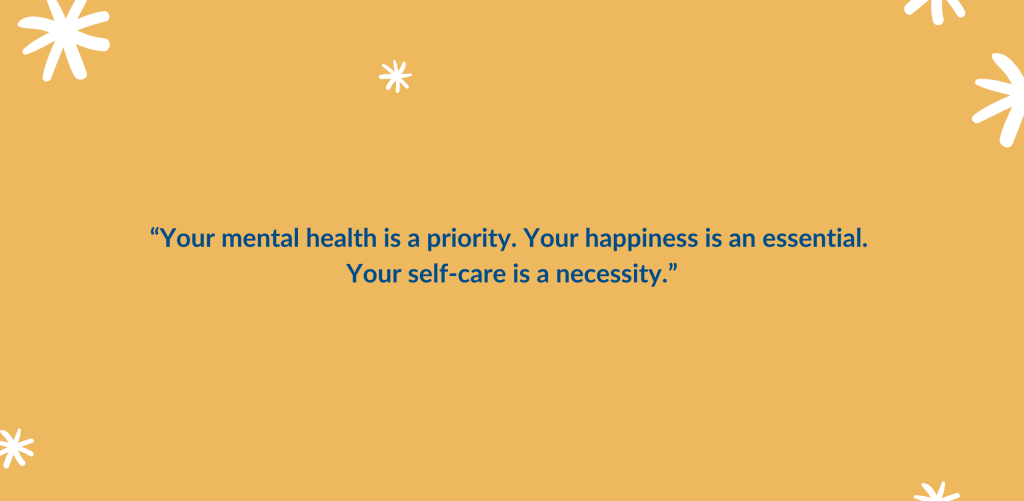 “Your mental health is a priority. Your happiness is an essential.
Your self-care is a necessity.”